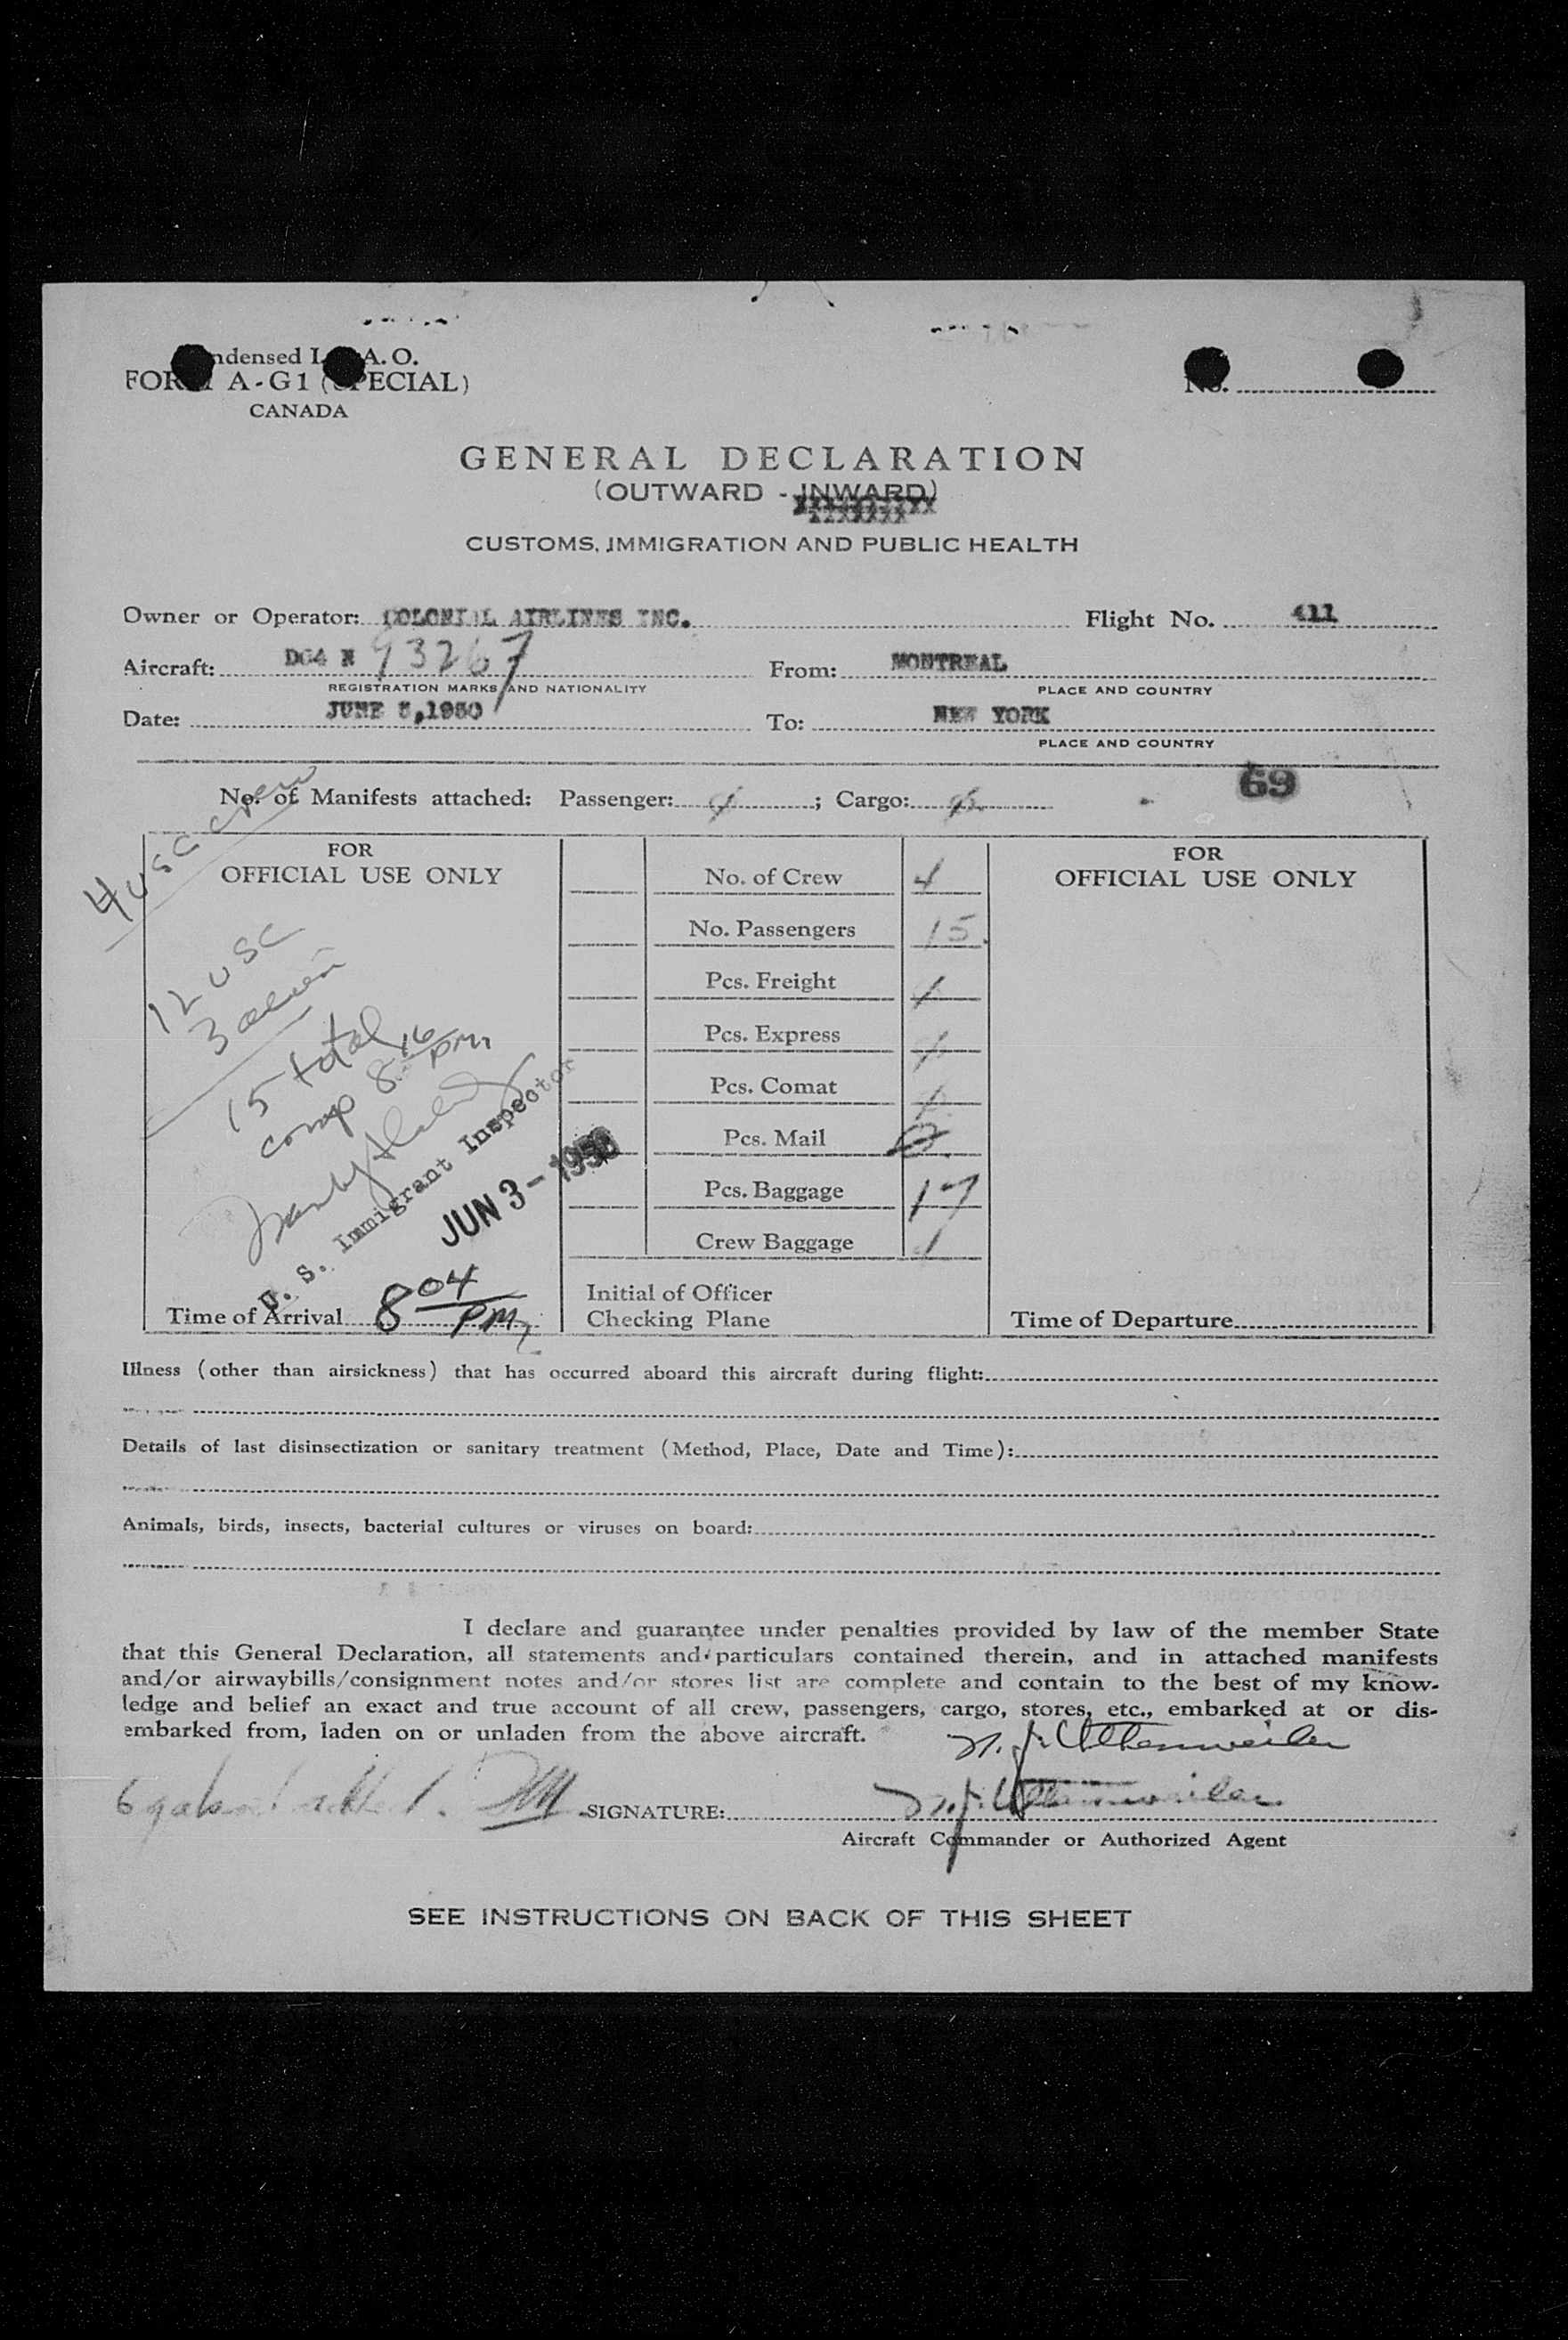 Condensed I.C.A.O.
FORM A-G1 (SPECIAL)
CANADA
No.
GENERAL DECLARATION
(OUTWARD - INWARD)
CUSTOMS, IMMIGRATION AND PUBLIC HEALTH
Owner or Operator: COLONIAL AIRLINES INC. Flight No. 411
Aircraft: DC4 N 93267 From: MONTREAL
REGISTRATION MARKS AND NATIONALITY PLACE AND COUNTRY
Date: JUNE 3,1950 To: NEW YORK
PLACE AND COUNTRY
69
No. of Manifests attached: Passenger: ; Cargo:
4 USC crew
FOR
OFFICIAL USE ONLY
12 USC
3 alien
15 total
comp 8 16 PM
U. S. Immigrant Inspector
JUN 3 - 1950
Time of Arrival 8 04 PM
No. of Crew 4
No. Passengers 15
Pcs. Freight
Pcs. Express
Pcs. Comat
Pcs. Mail
Pcs. Baggage 17
Crew Baggage
Initial of Officer
Checking Plane
FOR
OFFICIAL USE ONLY
Time of Departure
Illness (other than airsickness) that has occurred aboard this aircraft during flight:
Details of last disinsectization or sanitary treatment (Method, Place, Date and Time):
Animals, birds, insects, bacterial cultures or viruses on board:
I declare and guarantee under penalties provided by law of the member State
that this General Declaration, all statements and particulars contained therein, and in attached manifests
and/or airwaybills/consignment notes and/or stores list are complete and contain to the best of my know-
ledge and belief an exact and true account of all crew, passengers, cargo, stores, etc., embarked at or dis-
embarked from, laden on or unladen from the above aircraft.
SIGNATURE:
Aircraft Commander or Authorized Agent
SEE INSTRUCTIONS ON BACK OF THIS SHEET